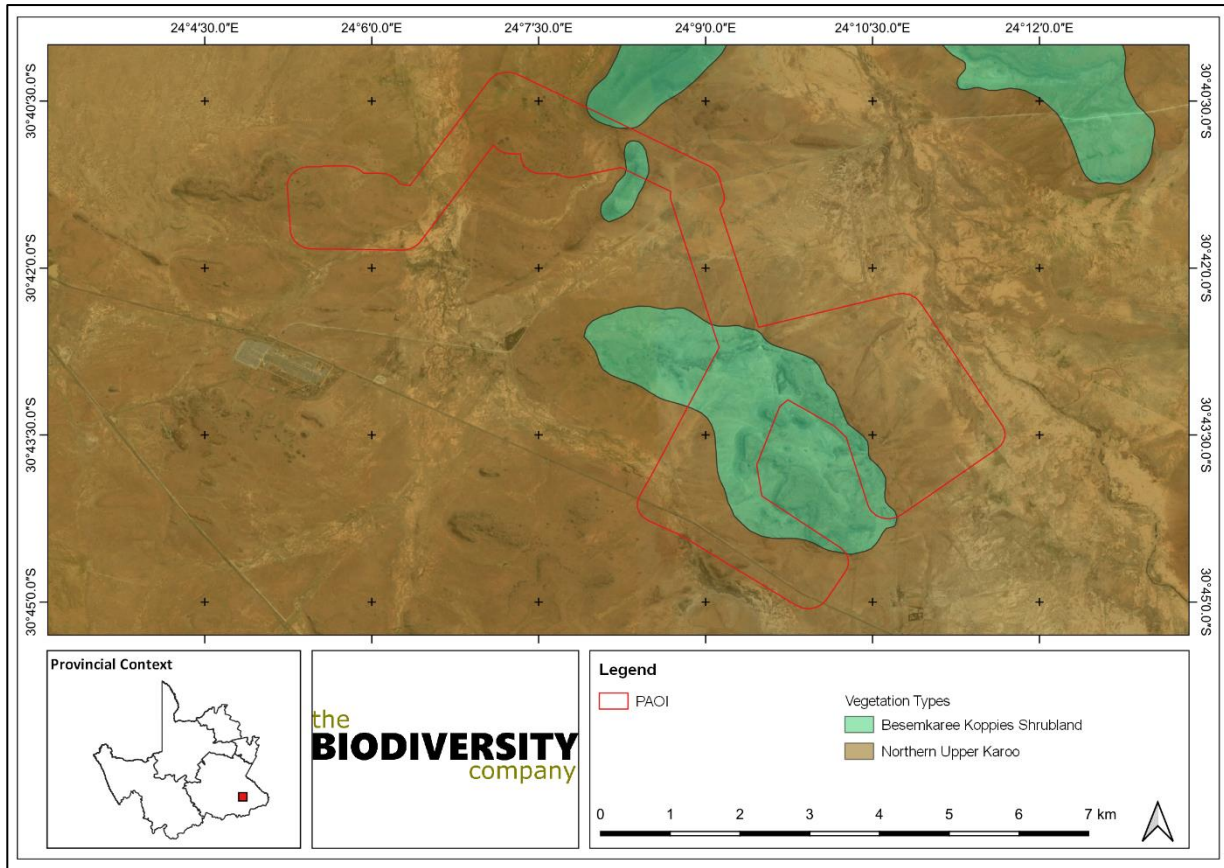 24°4'30.0"E 24°6'0.0"E 24°7'30.0"E 24°9'0.0"E 24°10'30.0"E 24°12'0.0"E
30°40'30.0"S 30°40'30.0"S
30°42'0.0"S 30°42'0.0"S
30°43'30.0"S 30°43'30.0"S
30°45'0.0"S 30°45'0.0"S
Provincial Context
the
BIODIVERSITY
company
Legend
PAOI
Vegetation Types
Besemkaree Koppies Shrubland
Northern Upper Karoo
0 1 2 3 4 5 6 7 km